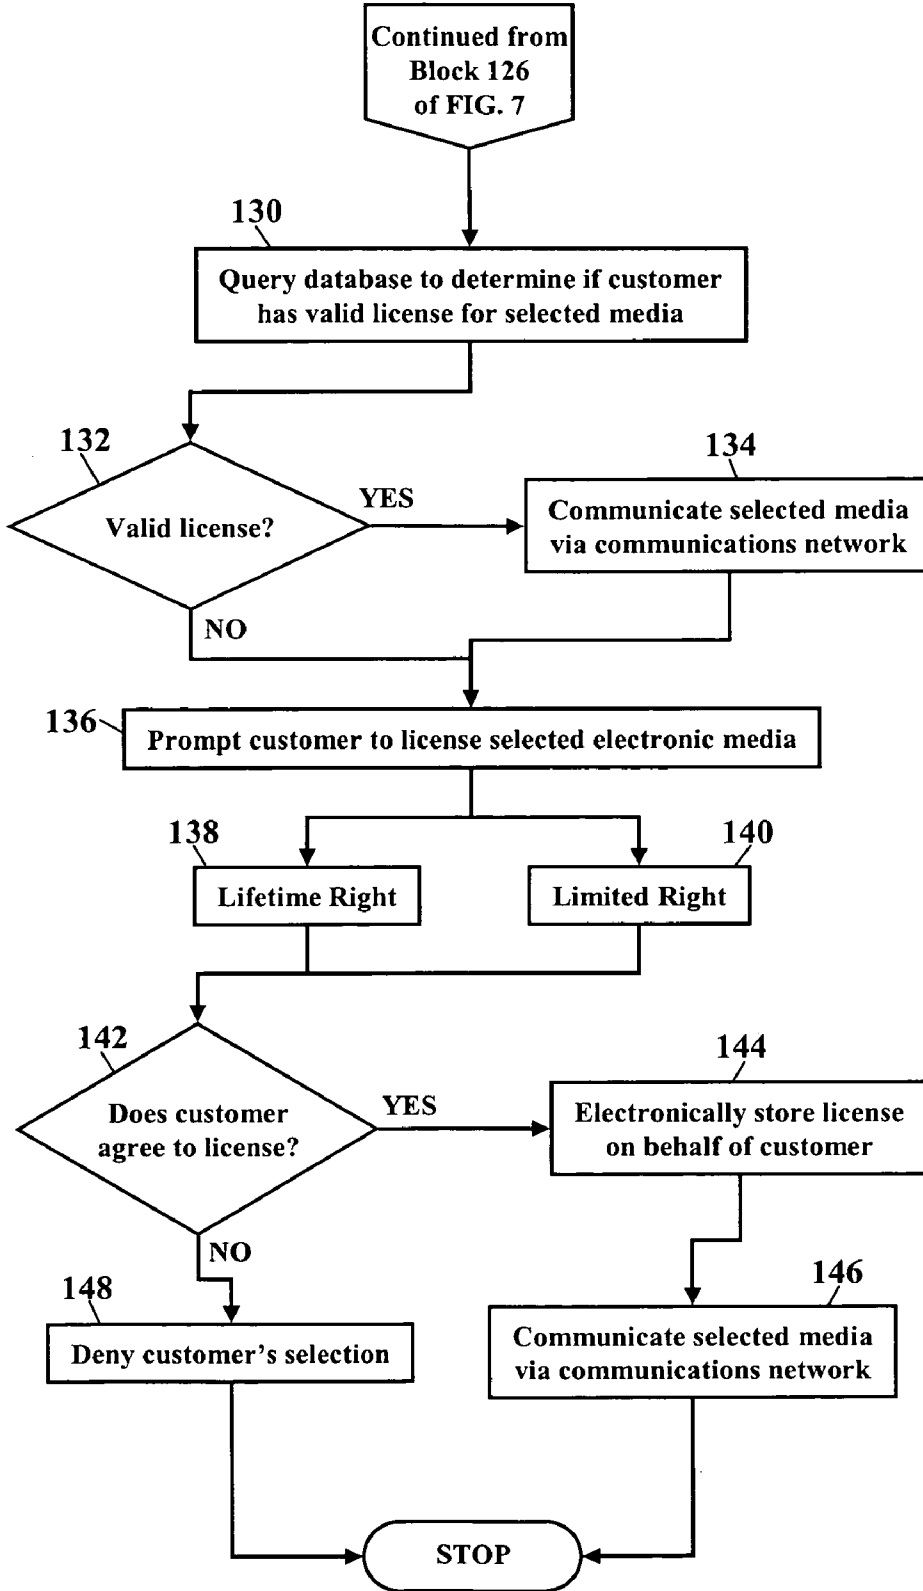 Continued from
Block 126
of FIG. 7
130
Query database to determine if customer
has valid license for selected media
132
Valid license?
YES
134
Communicate selected media
via communications network
NO
136
Prompt customer to license selected electronic media
138
Lifetime Right
140
Limited Right
142
Does customer
agree to license?
YES
144
Electronically store license
on behalf of customer
NO
148
Deny customer's selection
146
Communicate selected media
via communications network
STOP